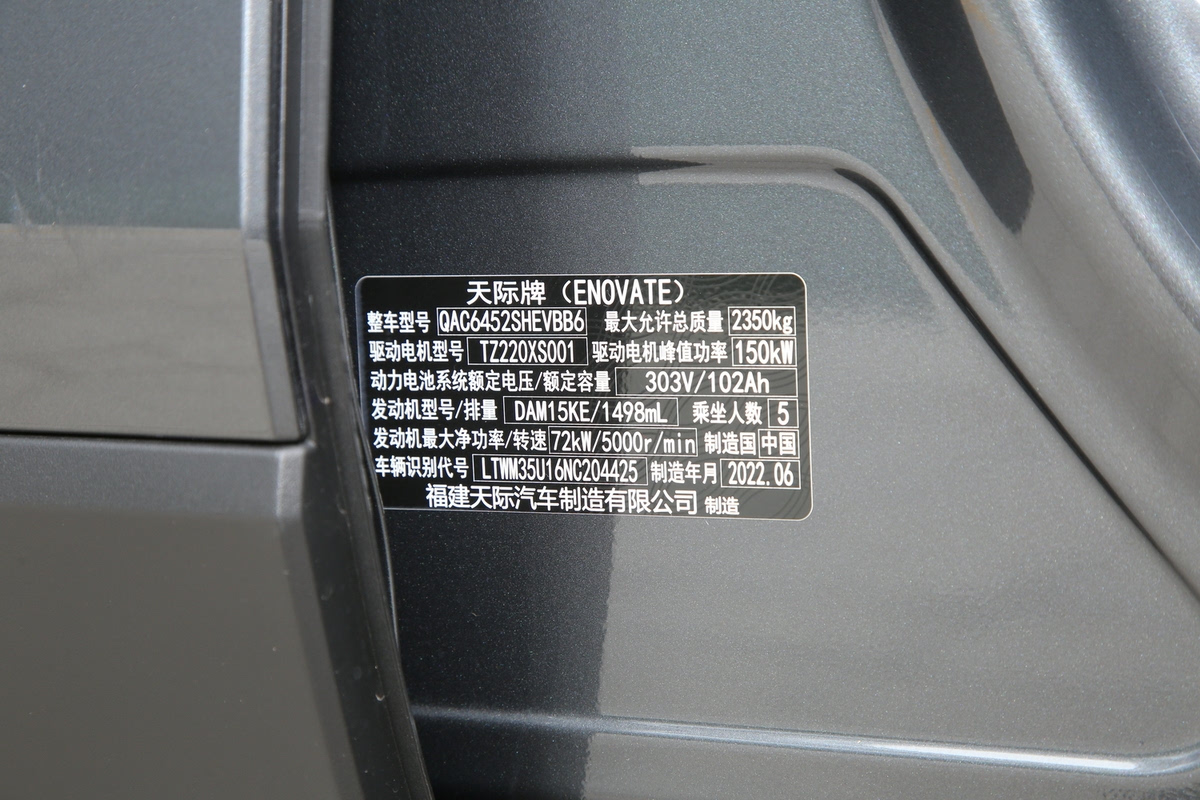 天际牌（ENOVATE）
整车型号 QAC6452SHEVBB6 最大允许总质量 2350kg
驱动电机型号 TZ220XS001 驱动电机峰值功率 150kW
动力电池系统额定电压/额定容量 303V/102Ah
发动机型号/排量 DAM15KE/1498mL 乘坐人数 5
发动机最大净功率/转速 72kW/5000r/min 制造国 中国
车辆识别代号 LTWM35U16NC204425 制造年月 2022.06
福建天际汽车制造有限公司 制造